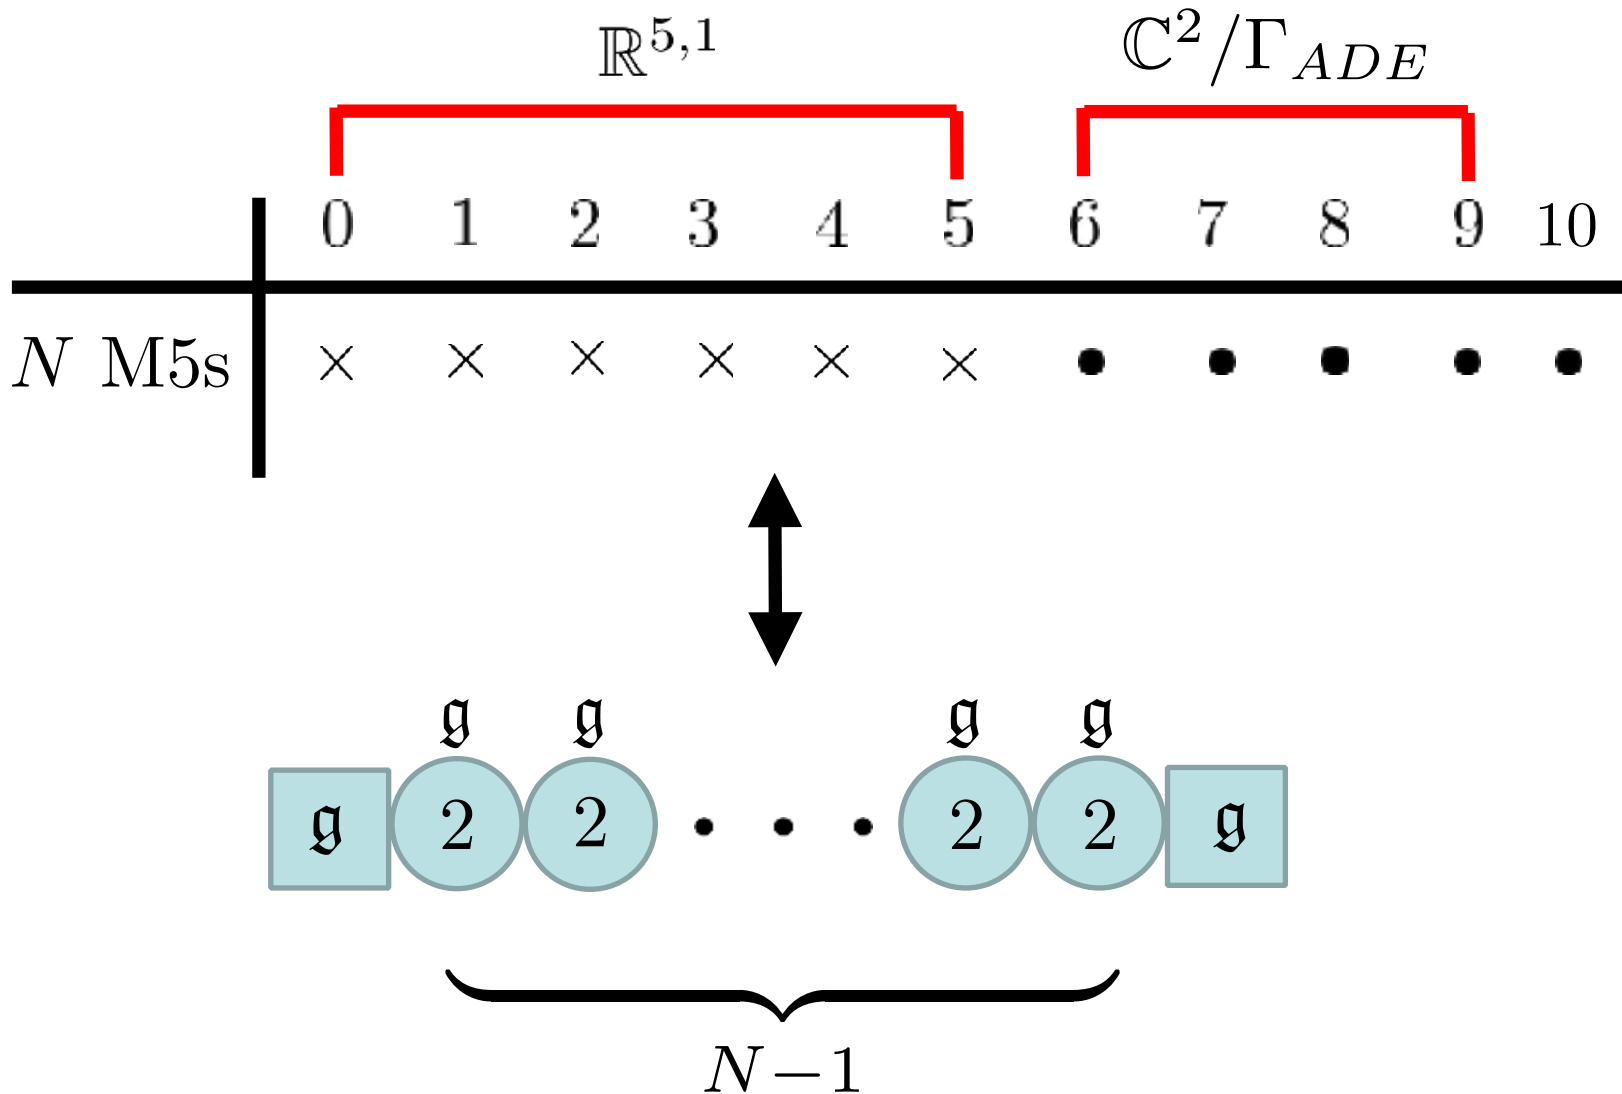 ℝ^{5,1} ℂ²/Γ_{ADE}
0 1 2 3 4 5 6 7 8 9 10
N M5s × × × × × × • • • • •
𝔤 𝔤 𝔤 𝔤
𝔤 2 2 · · · 2 2 𝔤
N−1